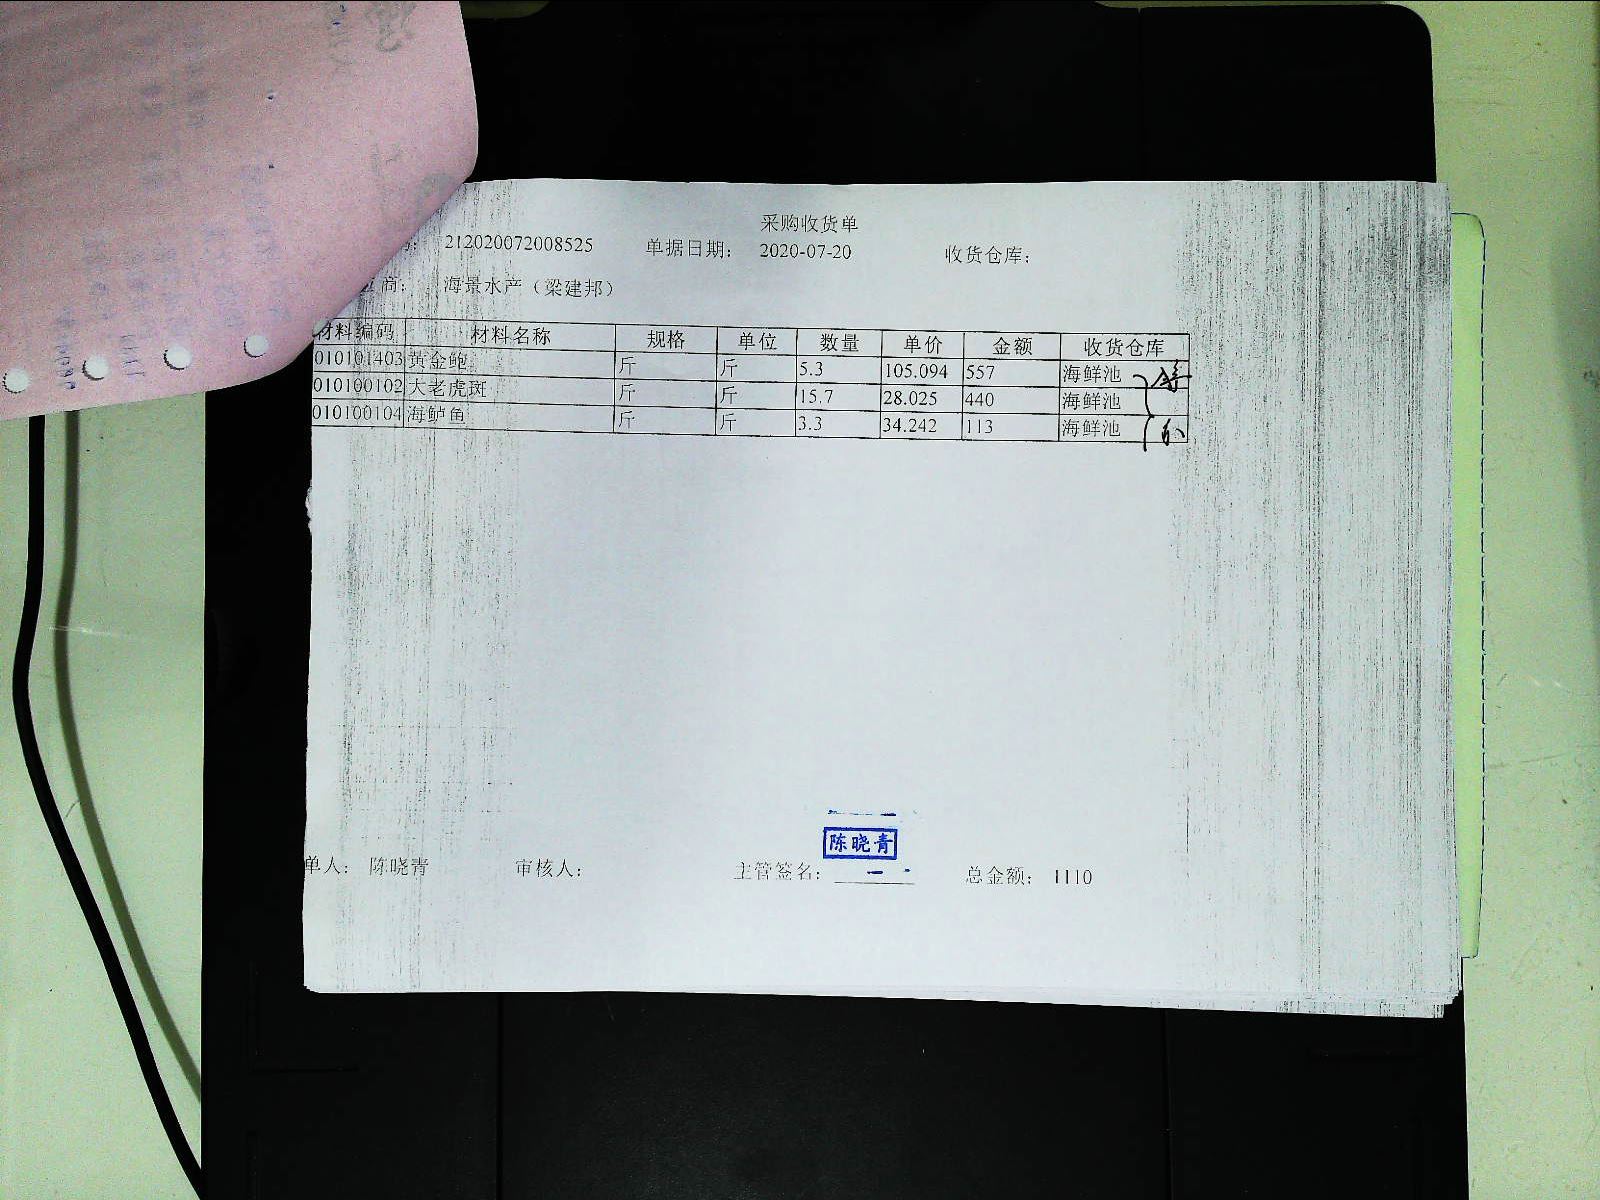 采购收货单
212020072008525 单据日期： 2020-07-20 收货仓库：
商： 海景水产（梁建邦）
材料编码 材料名称 规格 单位 数量 单价 金额 收货仓库
010101403 黄金鲍 斤 斤 5.3 105.094 557 海鲜池
010100102 大老虎斑 斤 斤 15.7 28.025 440 海鲜池
010100104 海鲈鱼 斤 斤 3.3 34.242 113 海鲜池
陈晓青
单人： 陈晓青 审核人： 主管签名： 总金额： 1110